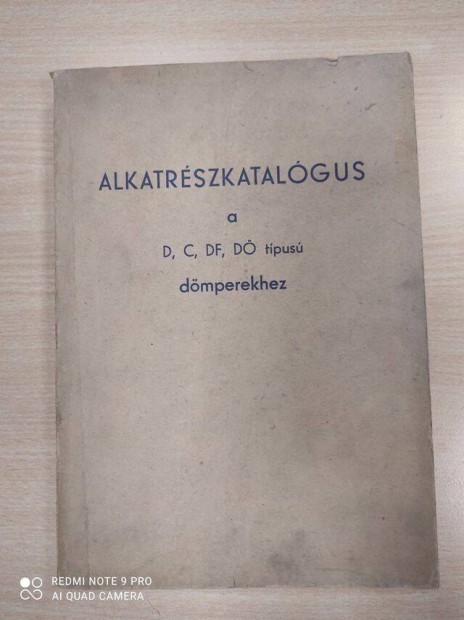 ALKATRÉSZKATALÓGUS
a
D, C, DF, DÖ típusú
dömperekhez
REDMI NOTE 9 PRO
AI QUAD CAMERA